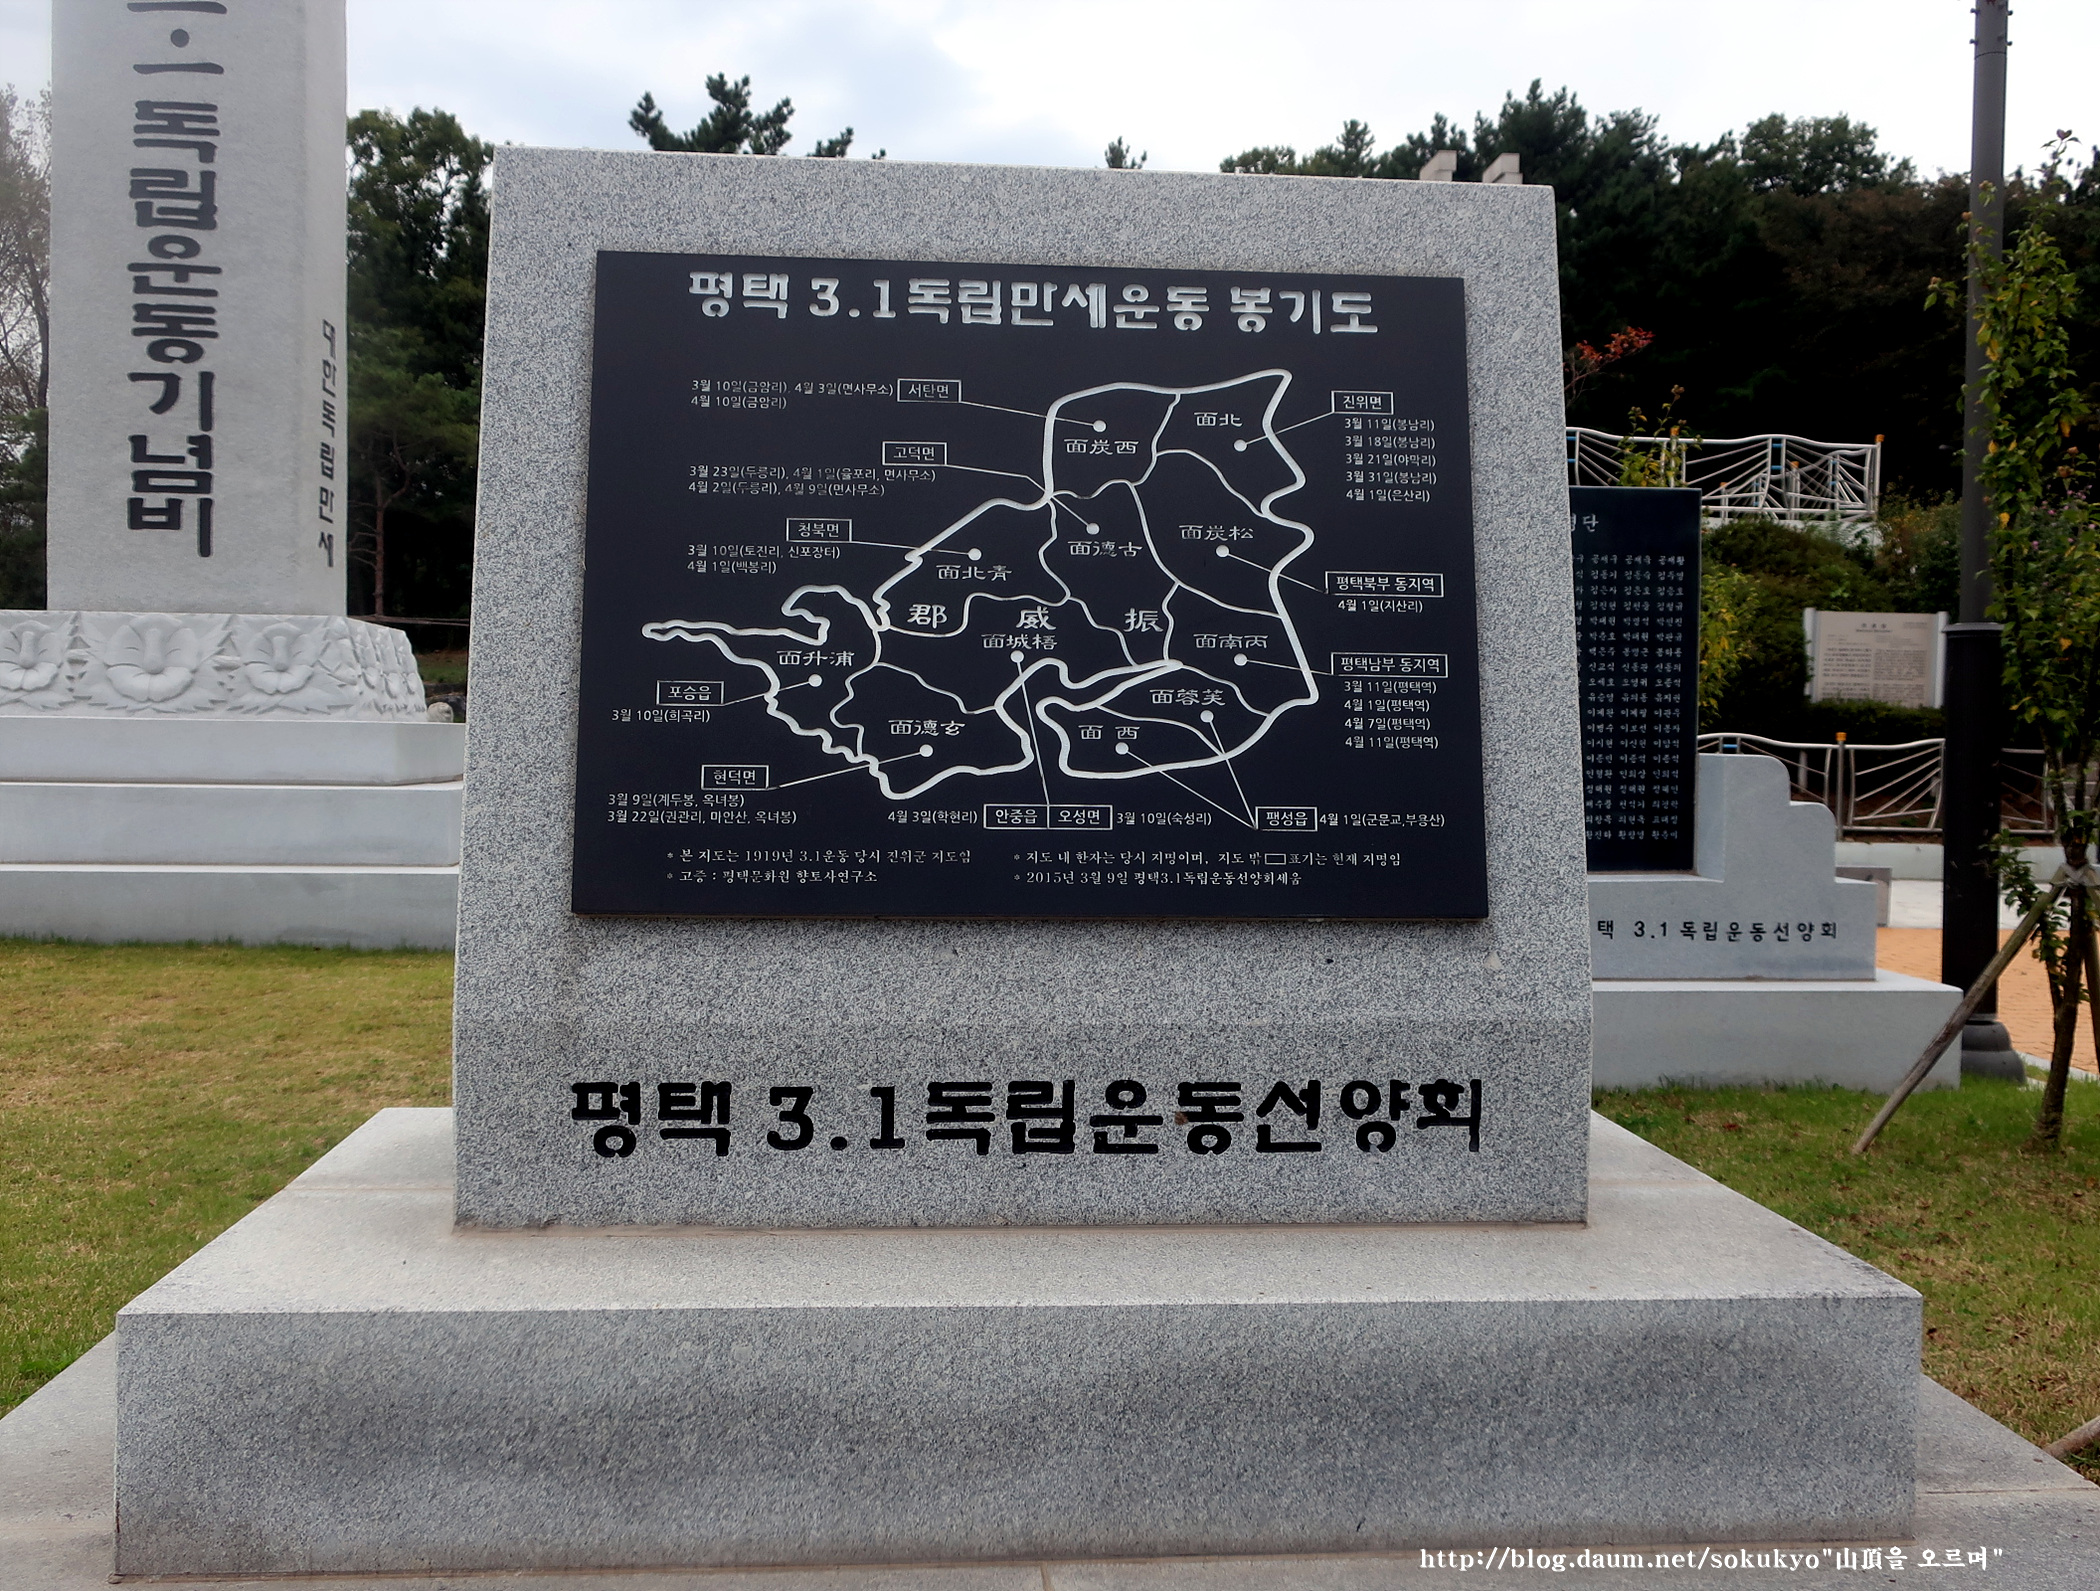 독립운동기념비
대한독립만세
평택 3.1독립만세운동 봉기도
3월 10일(금암리), 4월 3일(면사무소)
4월 10일(금암리)
서탄면
진위면
3월 11일(봉남리)
3월 18일(봉남리)
3월 21일(야막리)
3월 31일(봉남리)
4월 1일(은산리)
面北
面炭西
고덕면
3월 23일(두릉리), 4월 1일(율포리, 면사무소)
4월 2일(두릉리), 4월 9일(면사무소)
청북면
3월 10일(토진리, 신포장터)
4월 1일(백봉리)
面炭松
面德古
面北青
평택북부 동지역
4월 1일(지산리)
郡 威 振
面城梧
面南丙
面升浦
평택남부 동지역
3월 11일(평택역)
4월 1일(평택역)
4월 7일(평택역)
4월 11일(평택역)
포승읍
3월 10일(희곡리)
面蓉芙
面德玄
面 西
현덕면
3월 9일(계두봉, 옥녀봉)
3월 22일(권관리, 마안산, 옥녀봉)
4월 3일(학현리) 안중읍 오성면 3월 10일(숙성리)
팽성읍 4월 1일(군문교,부용산)
* 본 지도는 1919년 3.1운동 당시 진위군 지도임
* 고증 : 평택문화원 향토사연구소
* 지도 내 한자는 당시 지명이며, 지도 밖 표기는 현재 지명임
* 2015년 3월 9일 평택3.1독립운동선양회세움
평택 3.1독립운동선양회
택 3.1독립운동선양회
http://blog.daum.net/sokukyo"山頂을 오르며"